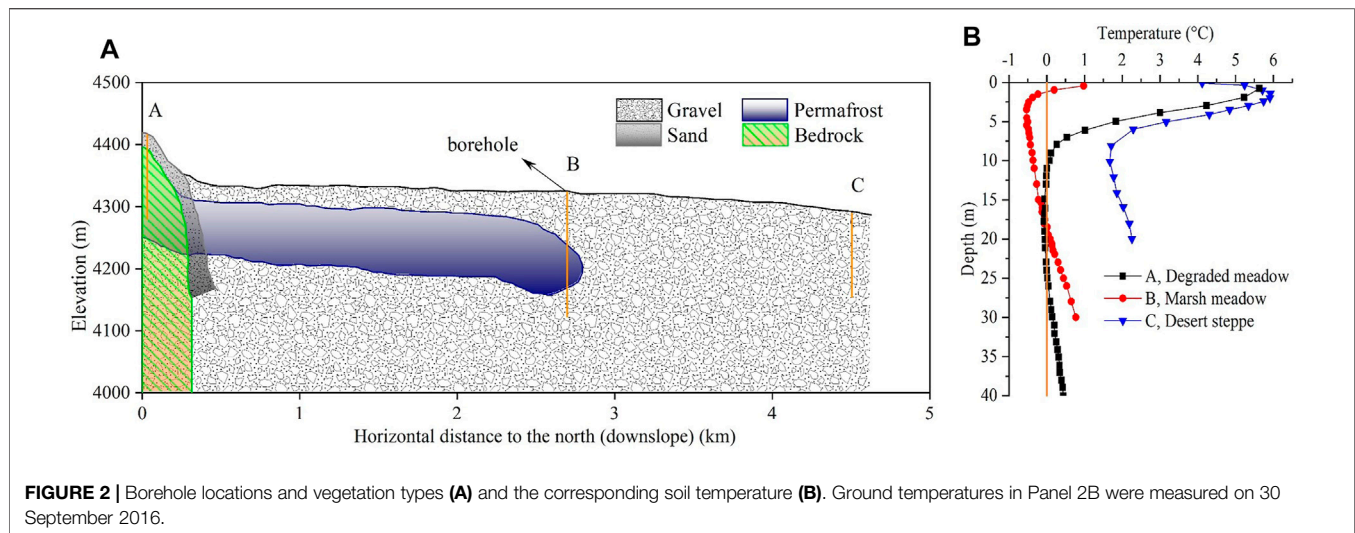 A
4500
4400
4300
4200
4100
4000
Elevation (m)
0
1
2
3
4
5
Horizontal distance to the north (downslope) (km)
A
Gravel
Permafrost
Sand
Bedrock
borehole
B
C
B
Temperature (°C)
-1 0 1 2 3 4 5 6
0
5
10
15
20
25
30
35
40
Depth (m)
A, Degraded meadow
B, Marsh meadow
C, Desert steppe
FIGURE 2 | Borehole locations and vegetation types (A) and the corresponding soil temperature (B). Ground temperatures in Panel 2B were measured on 30
September 2016.